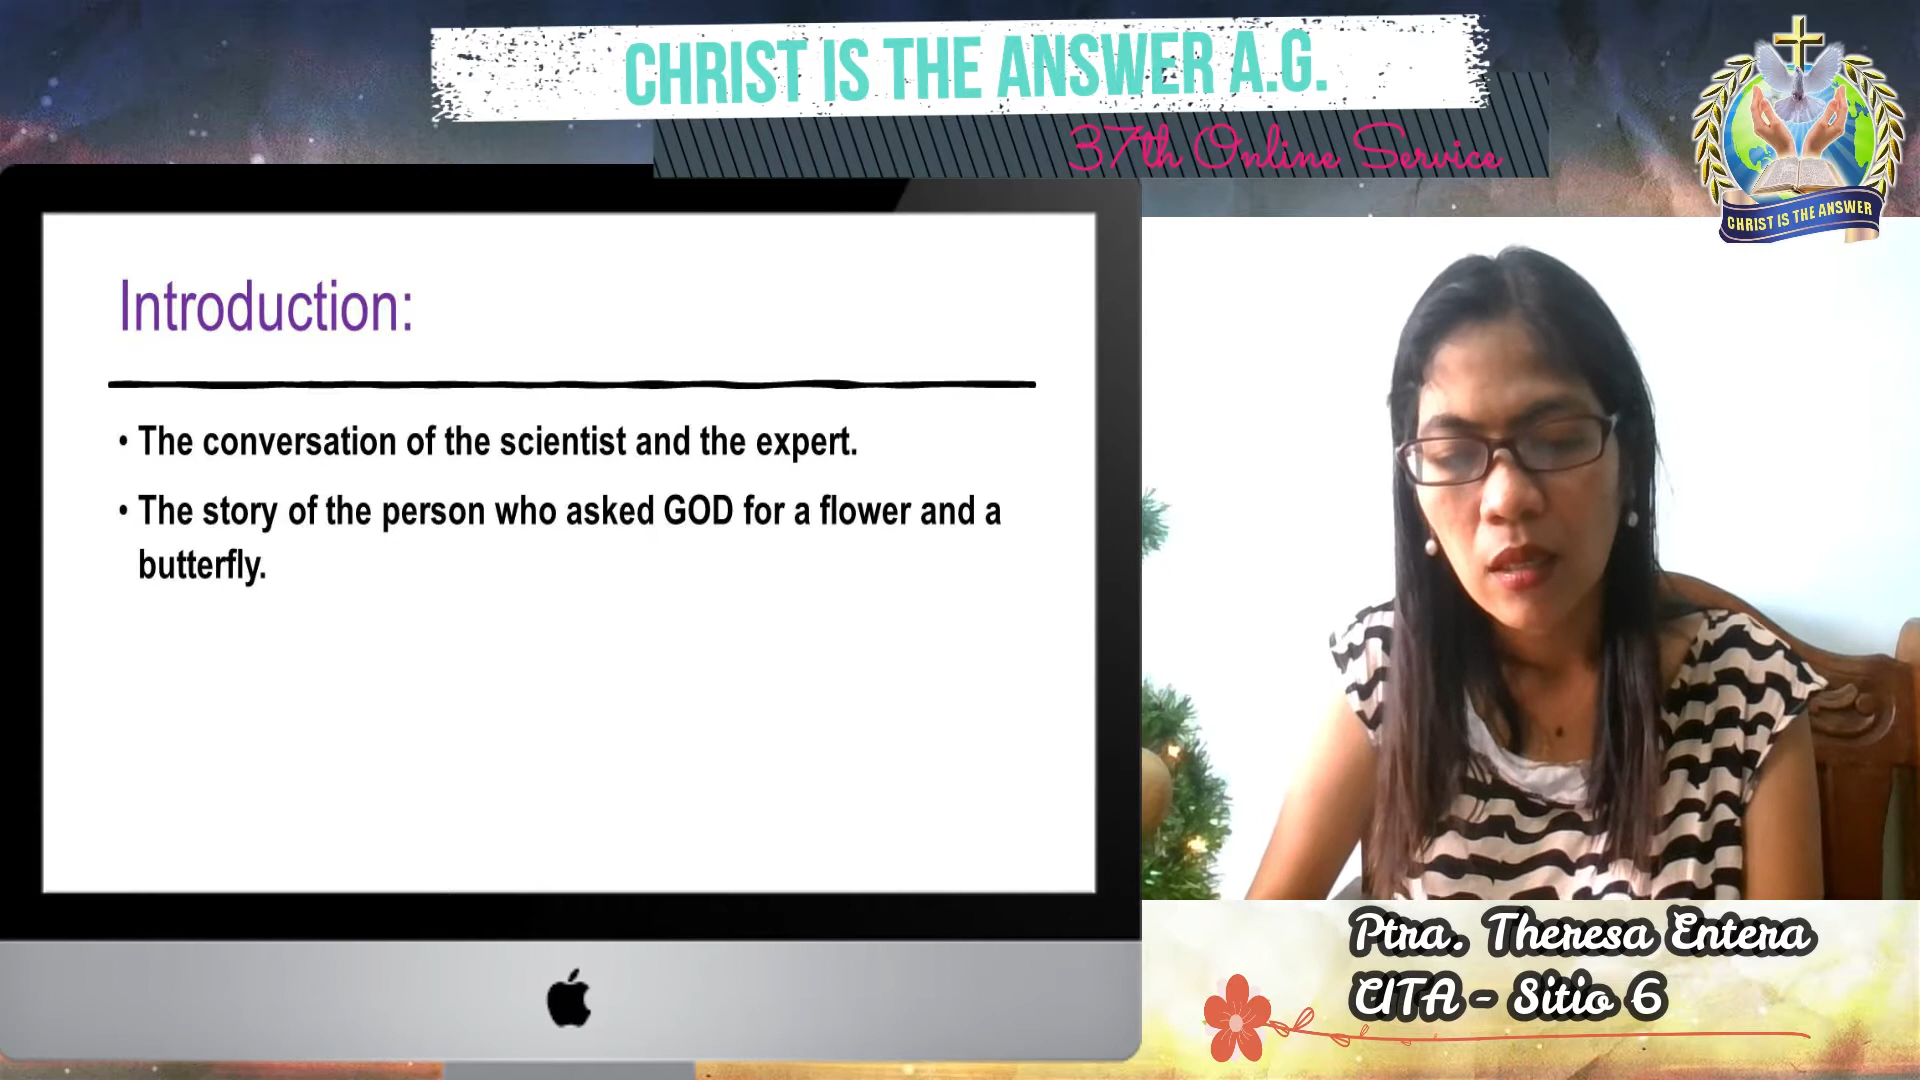 CHRIST IS THE ANSWER A.G.
37th Online Service
CHRIST IS THE ANSWER
Introduction:
• The conversation of the scientist and the expert.
• The story of the person who asked GOD for a flower and a
butterfly.
Ptra. Theresa Entera
CITA - Sitio 6